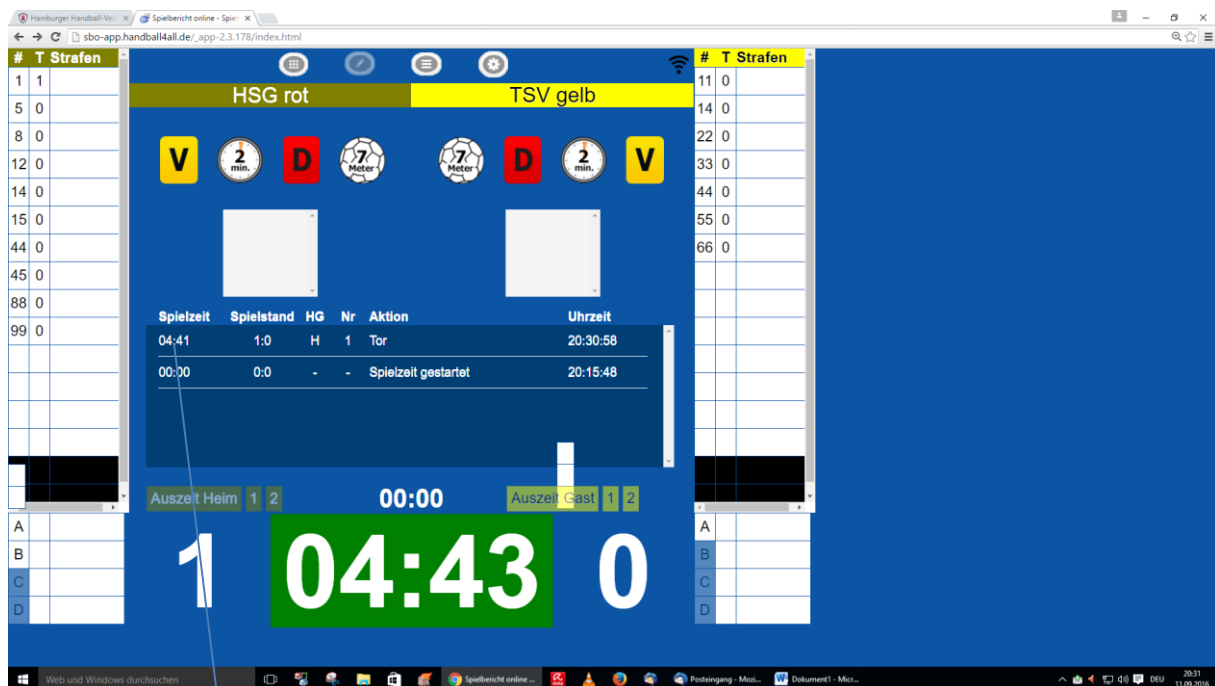 Hamburger Handball-Ver
Spielbericht online - Spiel
sbo-app.handball4all.de/_app-2.3.178/index.html
# T Strafen
1 1
5 0
8 0
12 0
14 0
15 0
44 0
45 0
88 0
99 0
A
B
C
D
HSG rot TSV gelb
V 2 min. D 7 Meter 7 Meter D 2 min. V
Spielzeit Spielstand HG Nr Aktion Uhrzeit
04:41 1:0 H 1 Tor 20:30:58
00:00 0:0 - - Spielzeit gestartet 20:15:48
Auszeit Heim 1 2 00:00 Auszeit Gast 1 2
1 04:43 0
# T Strafen
11 0
14 0
22 0
33 0
44 0
55 0
66 0
A
B
C
D
Web und Windows durchsuchen
Spielbericht online ...
Posteingang - Mozi...
Dokument1 - Micr...
DEU
20:31
11.09.2016